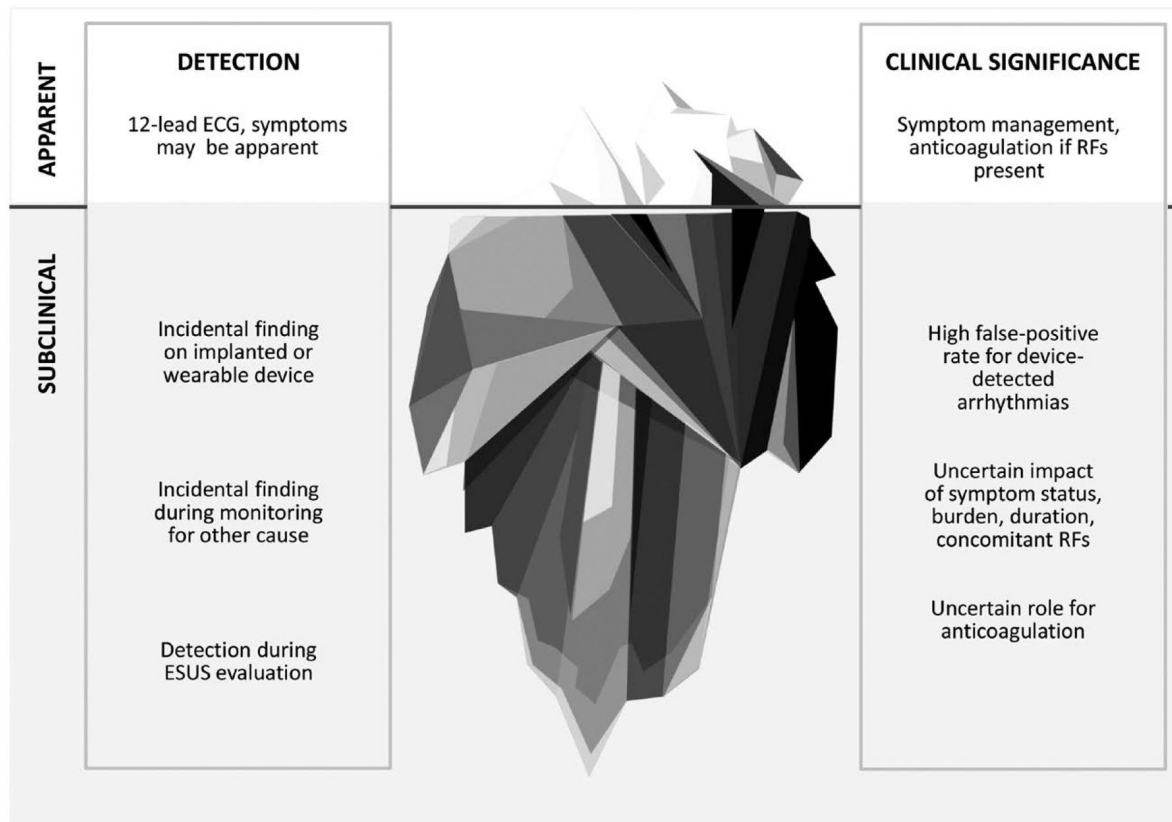 APPARENT
DETECTION
12-lead ECG, symptoms
may be apparent
CLINICAL SIGNIFICANCE
Symptom management,
anticoagulation if RFs
present
SUBCLINICAL
Incidental finding
on implanted or
wearable device
Incidental finding
during monitoring
for other cause
Detection during
ESUS evaluation
High false-positive
rate for device-
detected
arrhythmias
Uncertain impact
of symptom status,
burden, duration,
concomitant RFs
Uncertain role for
anticoagulation